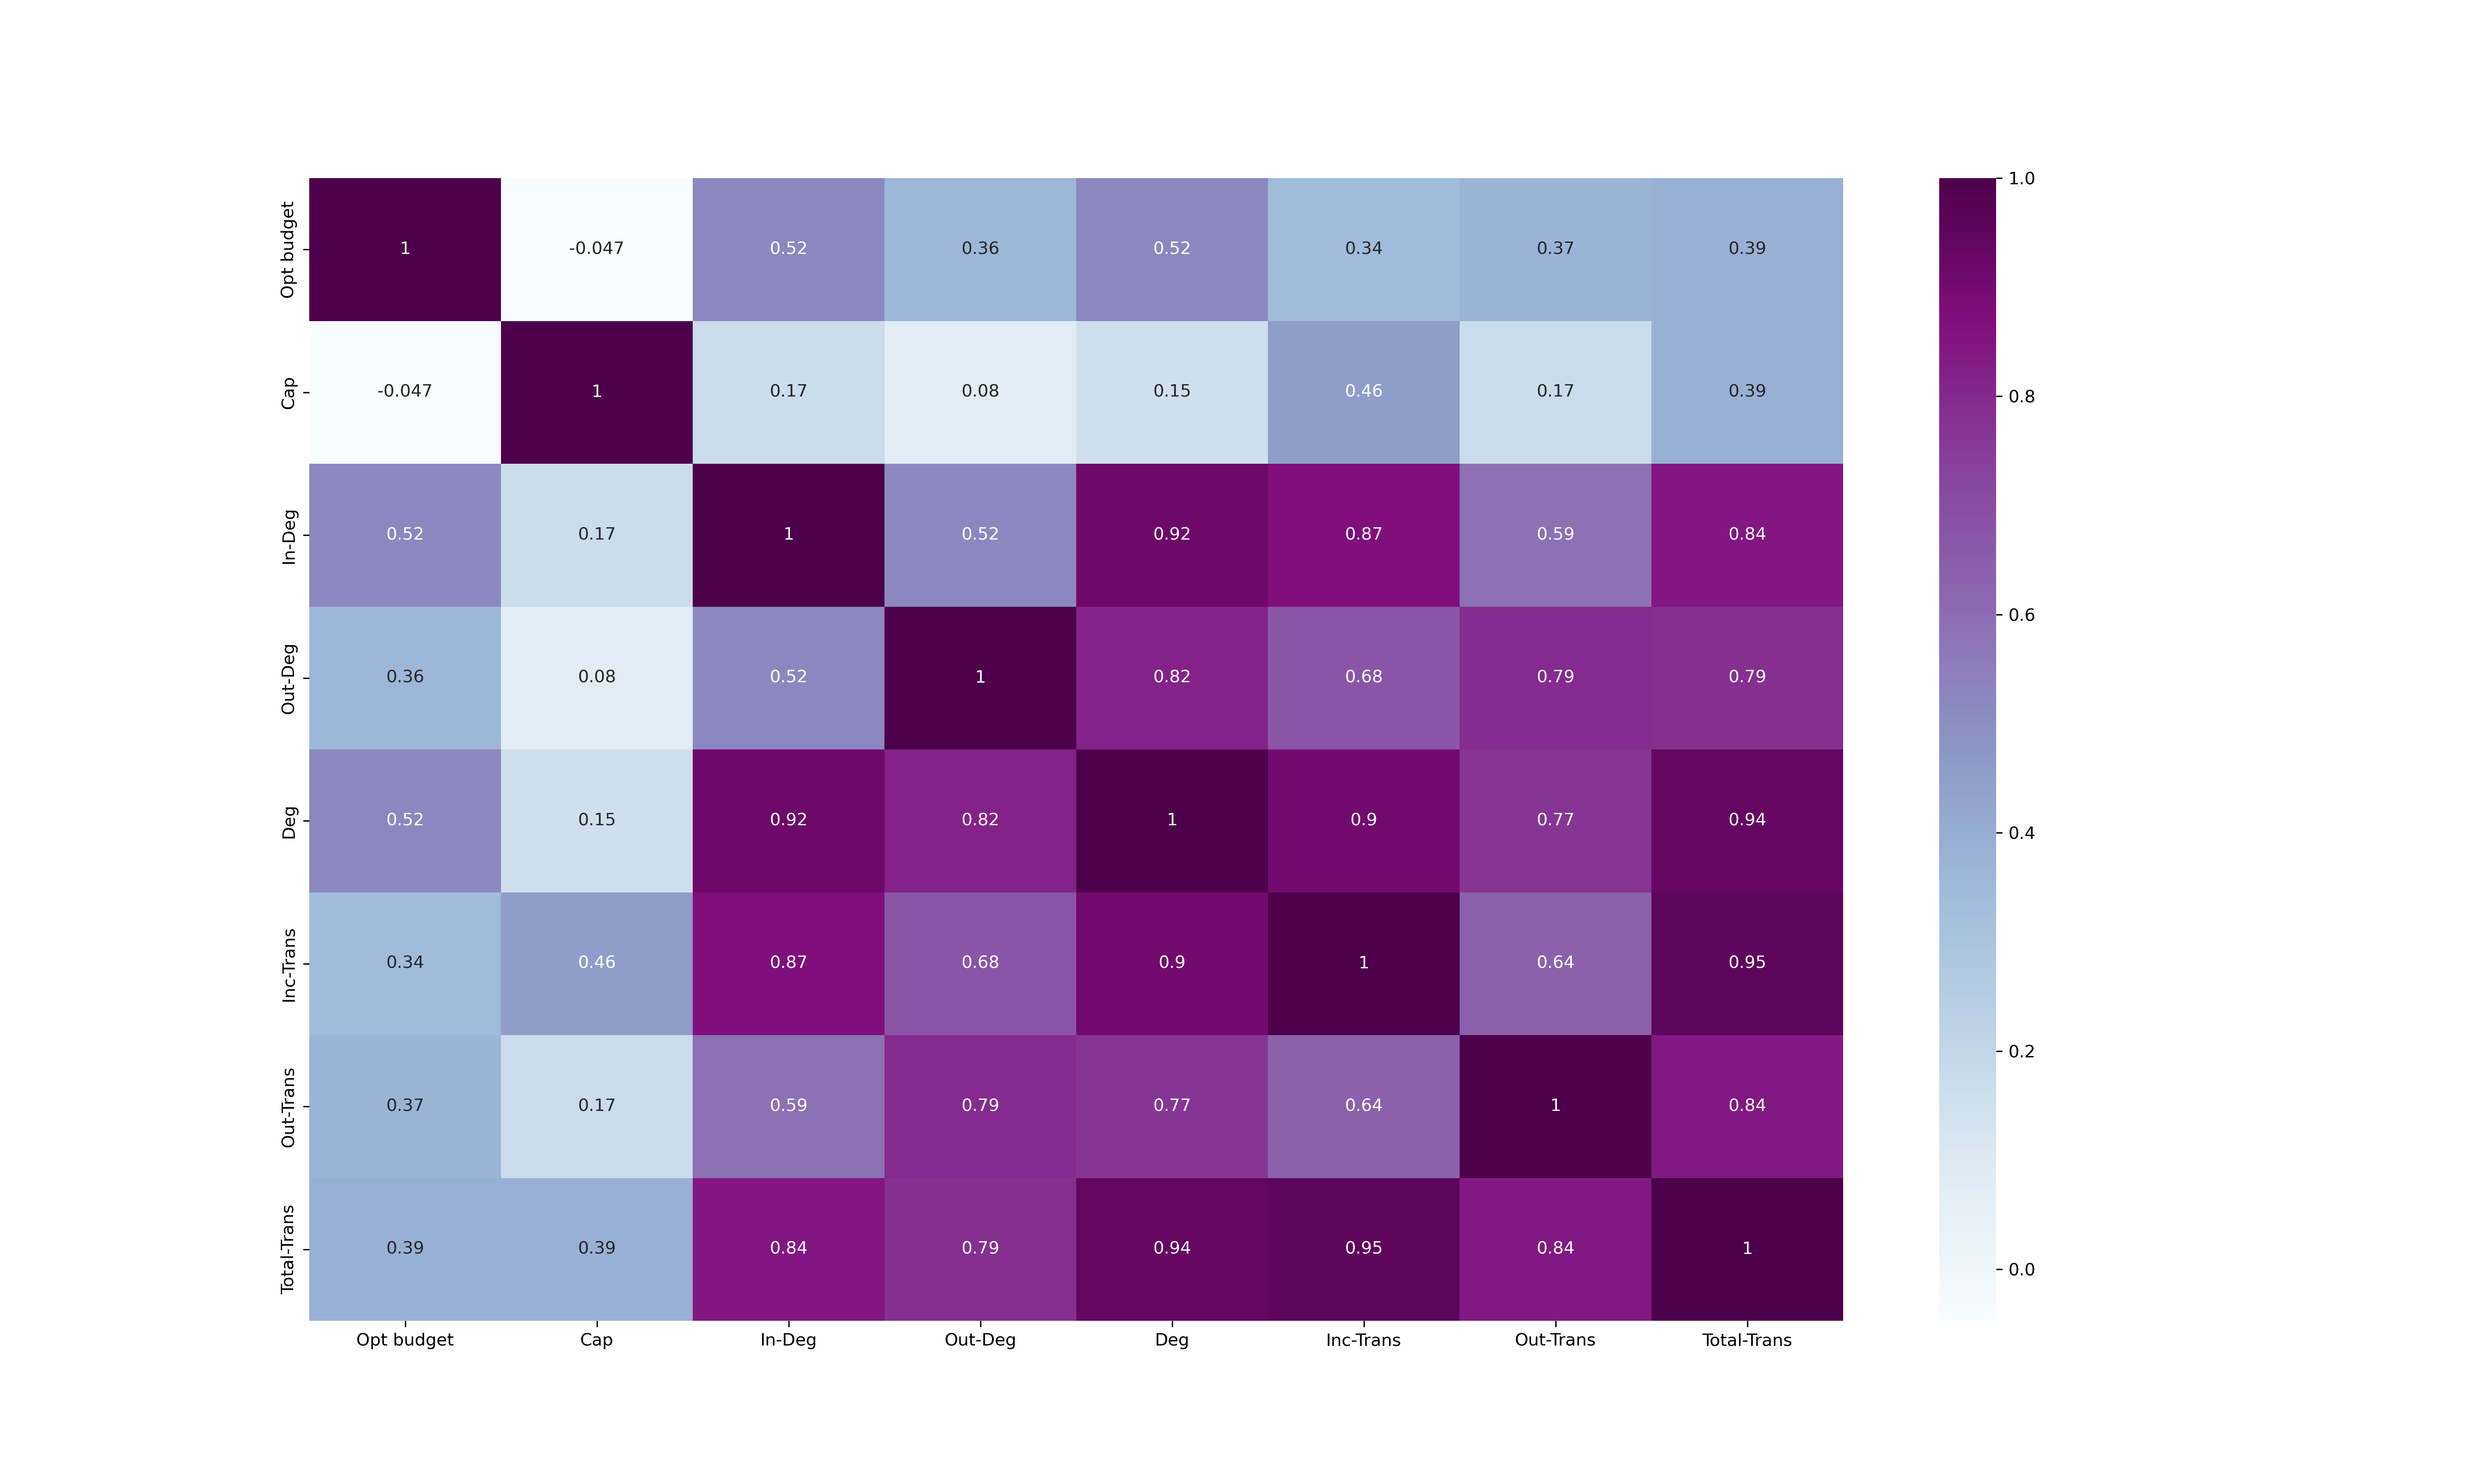 Opt budget 1 -0.047 0.52 0.36 0.52 0.34 0.37 0.39
Cap -0.047 1 0.17 0.08 0.15 0.46 0.17 0.39
In-Deg 0.52 0.17 1 0.52 0.92 0.87 0.59 0.84
Out-Deg 0.36 0.08 0.52 1 0.82 0.68 0.79 0.79
Deg 0.52 0.15 0.92 0.82 1 0.9 0.77 0.94
Inc-Trans 0.34 0.46 0.87 0.68 0.9 1 0.64 0.95
Out-Trans 0.37 0.17 0.59 0.79 0.77 0.64 1 0.84
Total-Trans 0.39 0.39 0.84 0.79 0.94 0.95 0.84 1
Opt budget Cap In-Deg Out-Deg Deg Inc-Trans Out-Trans Total-Trans
1.0
0.8
0.6
0.4
0.2
0.0